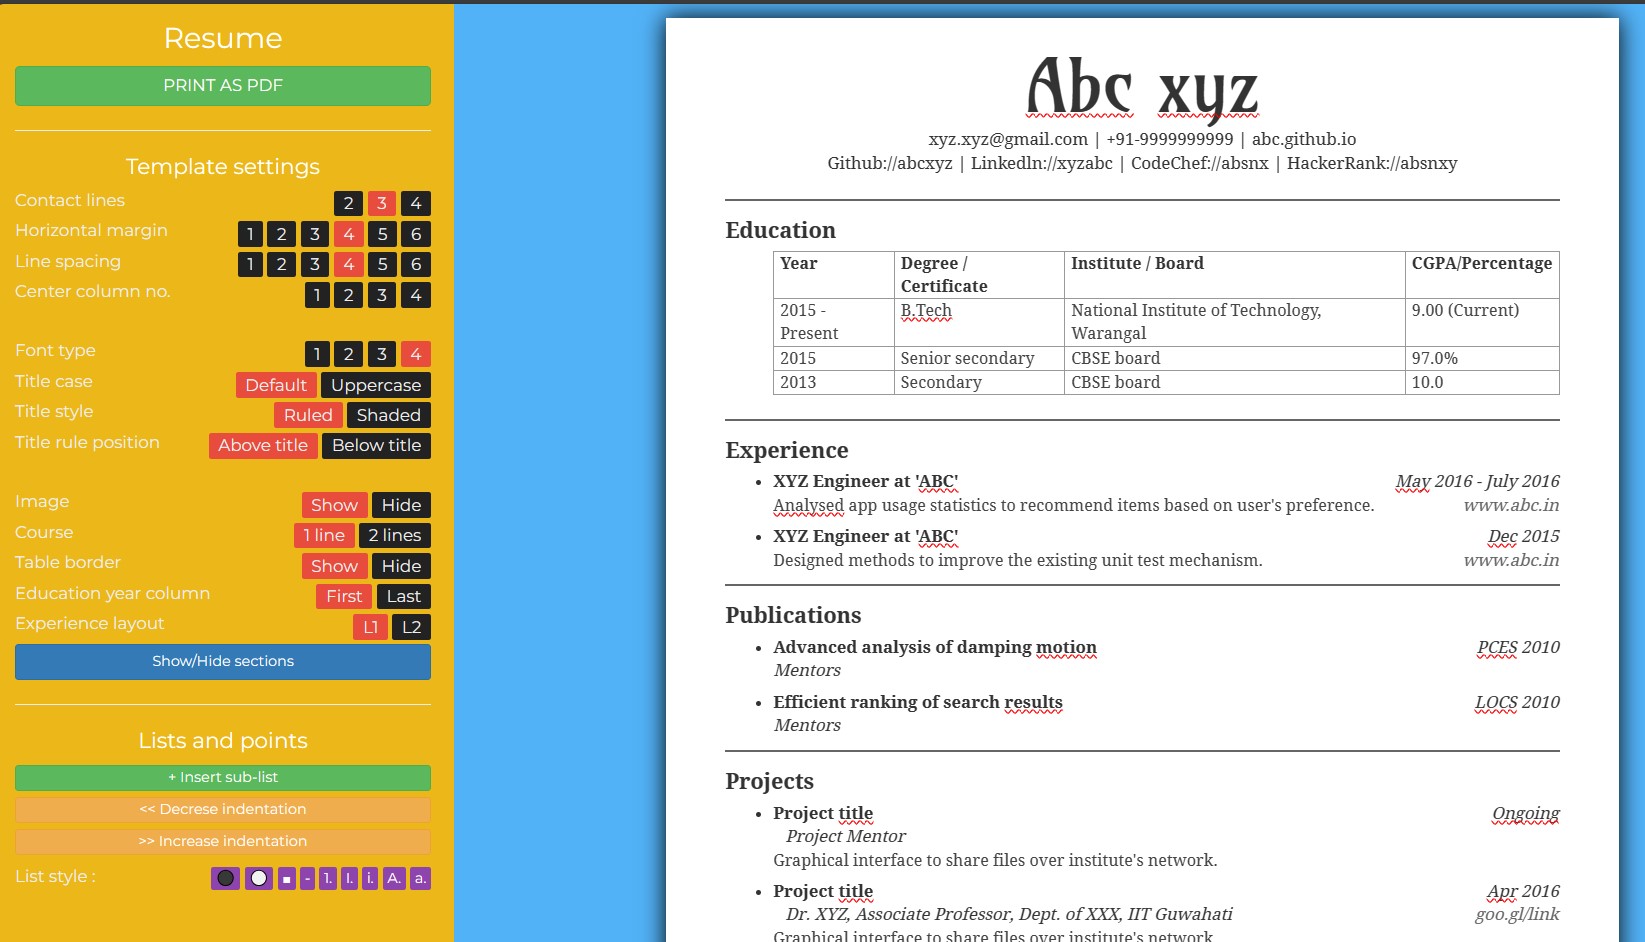 Resume
PRINT AS PDF
Template settings
Contact lines 2 3 4
Horizontal margin 1 2 3 4 5 6
Line spacing 1 2 3 4 5 6
Center column no. 1 2 3 4
Font type 1 2 3 4
Title case Default Uppercase
Title style Ruled Shaded
Title rule position Above title Below title
Image Show Hide
Course 1 line 2 lines
Table border Show Hide
Education year column First Last
Experience layout L1 L2
Show/Hide sections
Lists and points
+ Insert sub-list
<< Decrese indentation
>> Increase indentation
List style : - 1. I. i. A. a.
Abc xyz
xyz.xyz@gmail.com | +91-9999999999 | abc.github.io
Github://abcxyz | Linkedln://xyzabc | CodeChef://absnx | HackerRank://absnxy
Education
Year Degree / Certificate Institute / Board CGPA/Percentage
2015 - Present B.Tech National Institute of Technology, Warangal 9.00 (Current)
2015 Senior secondary CBSE board 97.0%
2013 Secondary CBSE board 10.0
Experience
• XYZ Engineer at 'ABC' May 2016 - July 2016
Analysed app usage statistics to recommend items based on user's preference. www.abc.in
• XYZ Engineer at 'ABC' Dec 2015
Designed methods to improve the existing unit test mechanism. www.abc.in
Publications
• Advanced analysis of damping motion PCES 2010
Mentors
• Efficient ranking of search results LOCS 2010
Mentors
Projects
• Project title Ongoing
Project Mentor
Graphical interface to share files over institute's network.
• Project title Apr 2016
Dr. XYZ, Associate Professor, Dept. of XXX, IIT Guwahati goo.gl/link
Graphical interface to share files over institute's network